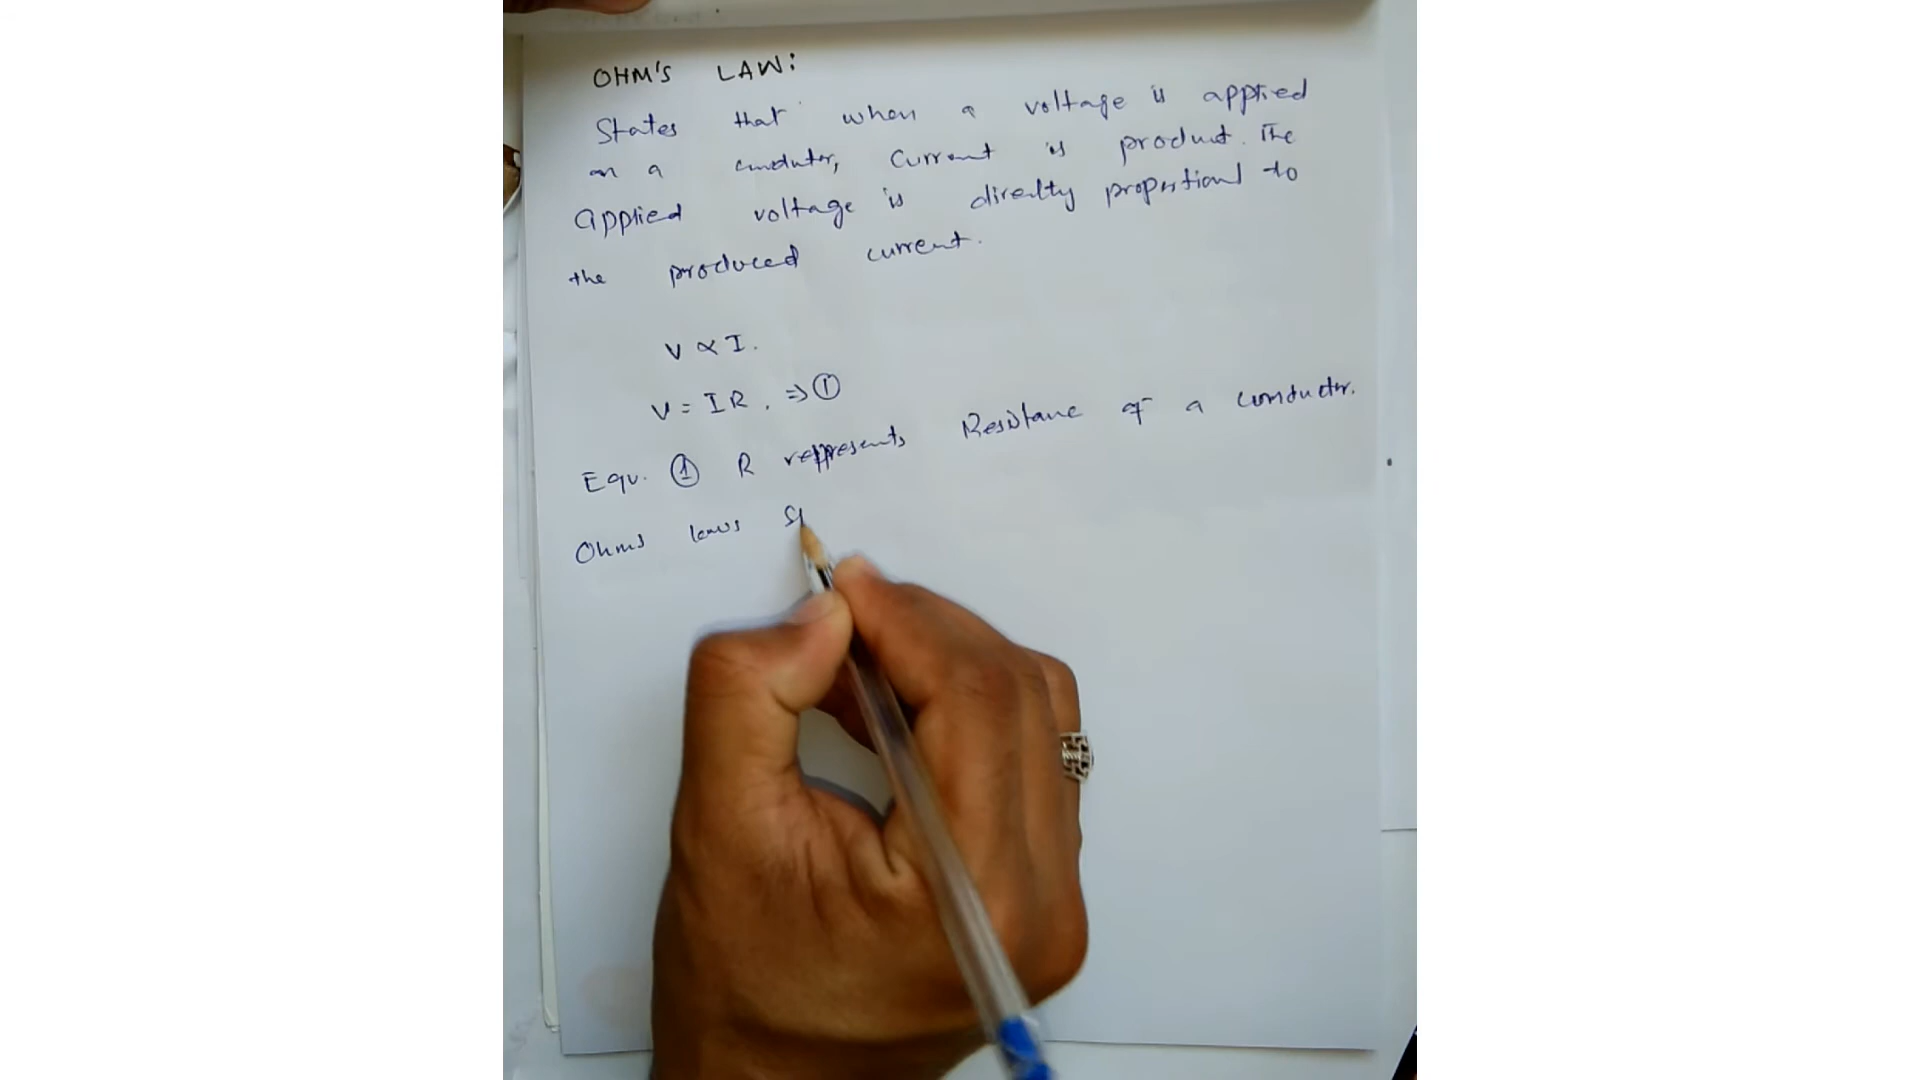 OHM'S LAW:
States that when a voltage is applied
on a conductor, Current is product. The
applied voltage is directly proportional to
the produced current.
V ∝ I.
V = IR. ⇒ ①
Equ. ① R represents Resistance of a conductor.
Ohms laws